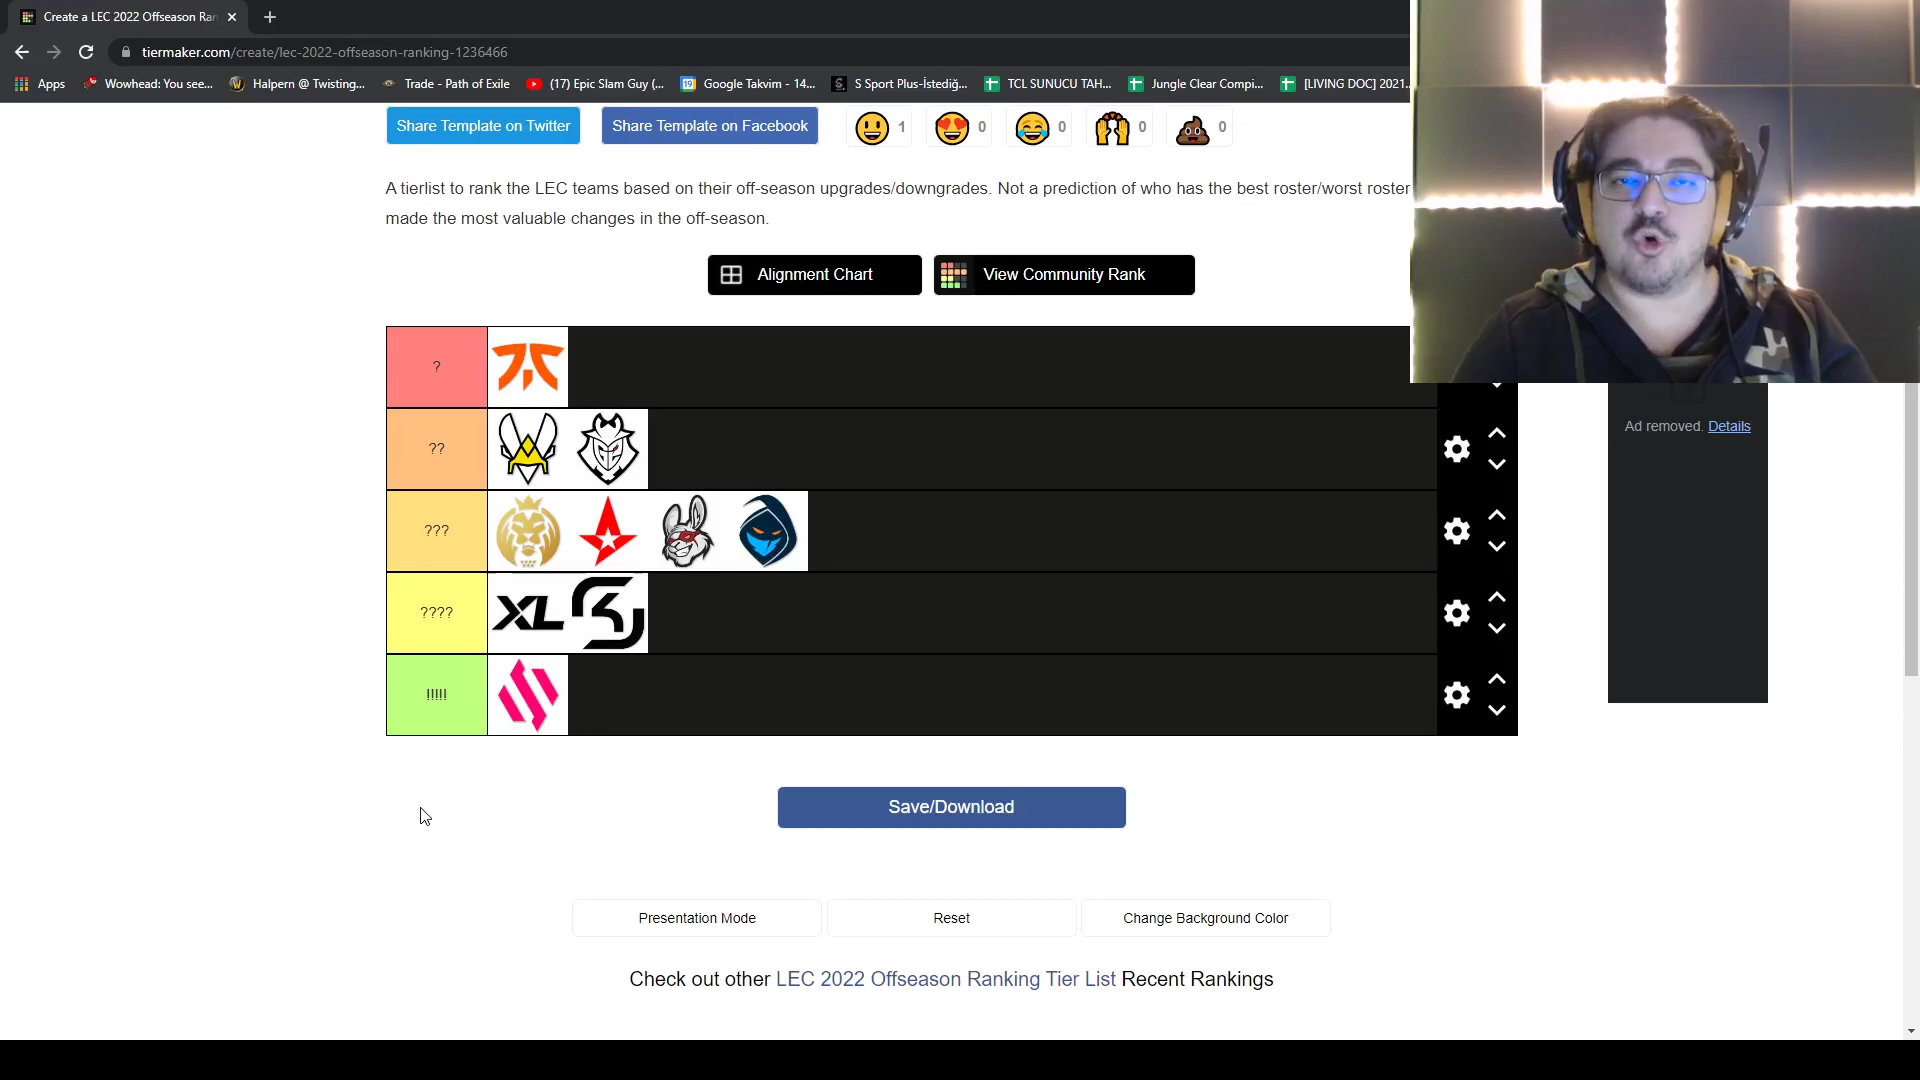 Create a LEC 2022 Offseason Ran
tiermaker.com/create/lec-2022-offseason-ranking-1236466
Apps
Wowhead: You see...
Halpern @ Twisting...
Trade - Path of Exile
(17) Epic Slam Guy (...
19
Google Takvim - 14...
S
S Sport Plus-İstediğ...
TCL SUNUCU TAH...
Jungle Clear Compi...
[LIVING DOC] 2021...
Share Template on Twitter
Share Template on Facebook
1
0
0
0
0
A tierlist to rank the LEC teams based on their off-season upgrades/downgrades. Not a prediction of who has the best roster/worst roster
made the most valuable changes in the off-season.
Alignment Chart
View Community Rank
?
??
???
????
XL
!!!!!
Ad removed. Details
Save/Download
Presentation Mode
Reset
Change Background Color
Check out other LEC 2022 Offseason Ranking Tier List Recent Rankings